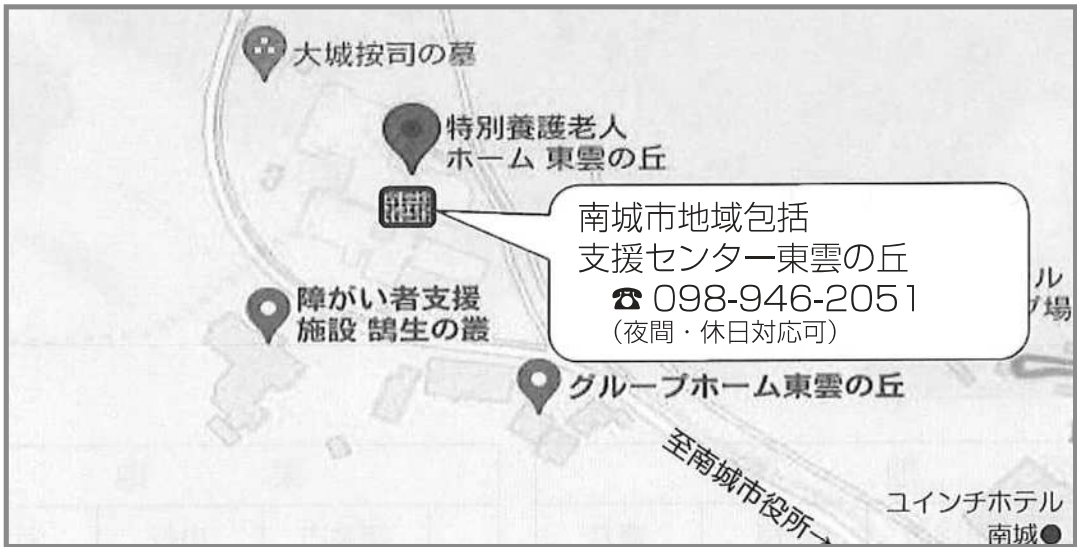 大城按司の墓
特別養護老人
ホーム 東雲の丘
南城市地域包括
支援センター東雲の丘
☎ 098-946-2051
(夜間・休日対応可)
ル
場
障がい者支援
施設 鵠生の叢
グループホーム東雲の丘
至南城市役所→
ユインチホテル
南城●